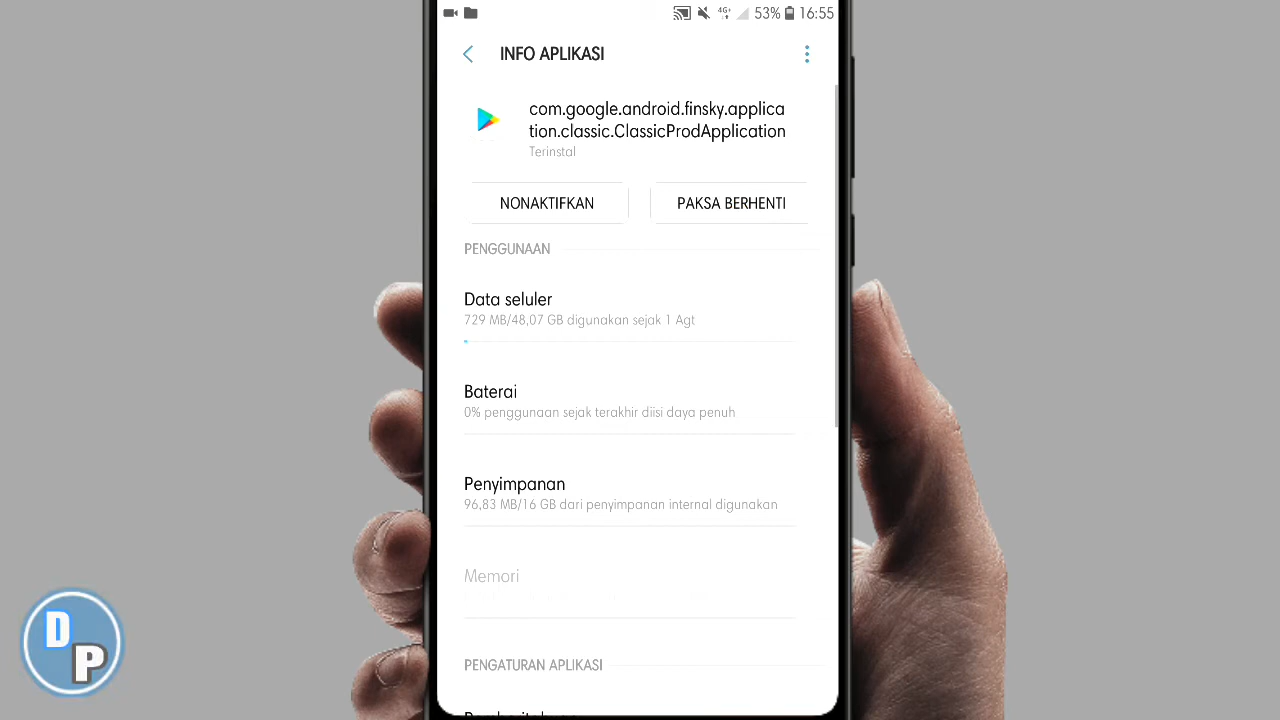 4G+ 53% 16:55
INFO APLIKASI
com.google.android.finsky.applica
tion.classic.ClassicProdApplication
Terinstal
NONAKTIFKAN PAKSA BERHENTI
PENGGUNAAN
Data seluler
729 MB/48,07 GB digunakan sejak 1 Agt
Baterai
0% penggunaan sejak terakhir diisi daya penuh
Penyimpanan
96,83 MB/16 GB dari penyimpanan internal digunakan
Memori
PENGATURAN APLIKASI
D
P